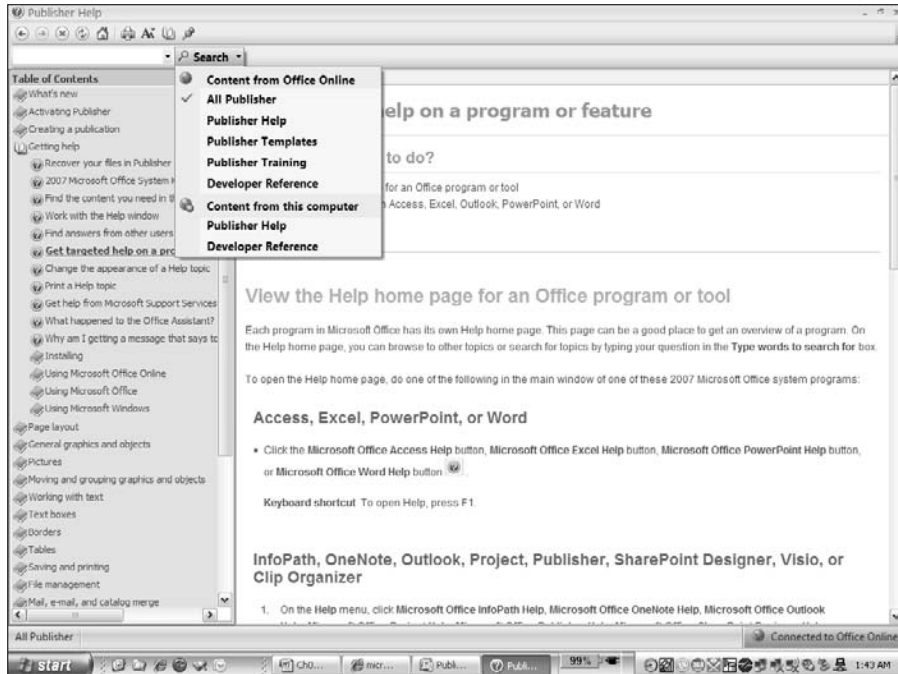 Publisher Help
Search
Table of Contents
What's new
Activating Publisher
Creating a publication
Getting help
Recover your files in Publisher
2007 Microsoft Office System
Find the content you need in
Work with the Help window
Find answers from other users
Get targeted help on a pro
Change the appearance of a Help topic
Print a Help topic
Get help from Microsoft Support Services
What happened to the Office Assistant?
Why am I getting a message that says to
Installing
Using Microsoft Office Online
Using Microsoft Office
Using Microsoft Windows
Page layout
General graphics and objects
Pictures
Moving and grouping graphics and objects
Working with text
Text boxes
Borders
Tables
Saving and printing
File management
Mail, e-mail, and catalog merge
Content from Office Online
All Publisher
Publisher Help
Publisher Templates
Publisher Training
Developer Reference
Content from this computer
Publisher Help
Developer Reference
elp on a program or feature
to do?
for an Office program or tool
Access, Excel, Outlook, PowerPoint, or Word
View the Help home page for an Office program or tool
Each program in Microsoft Office has its own Help home page. This page can be a good place to get an overview of a program. On
the Help home page, you can browse to other topics or search for topics by typing your question in the Type words to search for box.
To open the Help home page, do one of the following in the main window of one of these 2007 Microsoft Office system programs:
Access, Excel, PowerPoint, or Word
• Click the Microsoft Office Access Help button, Microsoft Office Excel Help button, Microsoft Office PowerPoint Help button,
or Microsoft Office Word Help button .
Keyboard shortcut To open Help, press F1.
InfoPath, OneNote, Outlook, Project, Publisher, SharePoint Designer, Visio, or
Clip Organizer
1. On the Help menu, click Microsoft Office InfoPath Help, Microsoft Office OneNote Help, Microsoft Office Outlook
All Publisher
Connected to Office Online
start
Ch0...
micr...
Publ...
Publi...
99%
1:43 AM